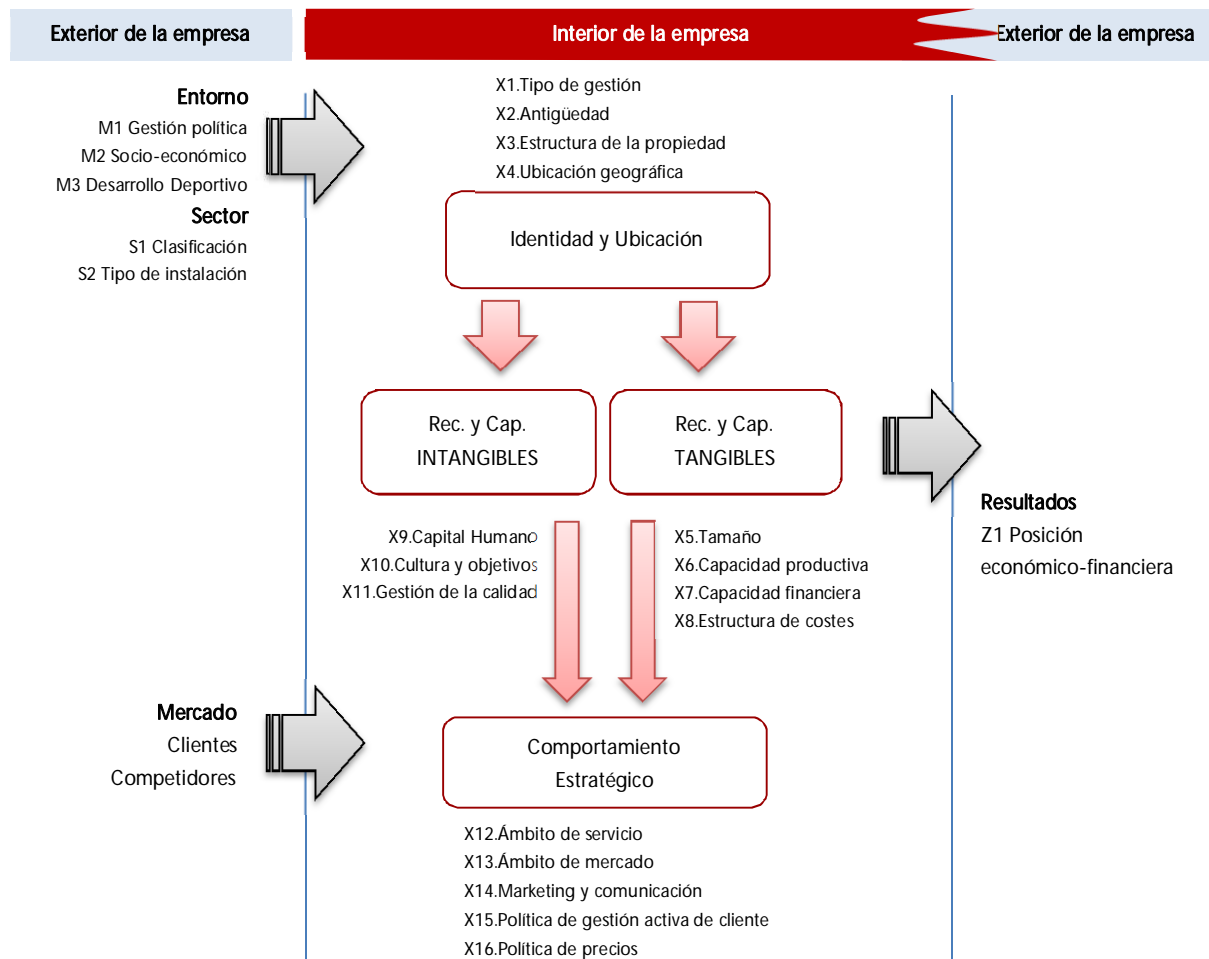 Exterior de la empresa
Interior de la empresa
Exterior de la empresa
Entorno
M1 Gestión política
M2 Socio-económico
M3 Desarrollo Deportivo
Sector
S1 Clasificación
S2 Tipo de instalación
X1.Tipo de gestión
X2.Antigüedad
X3.Estructura de la propiedad
X4.Ubicación geográfica
Identidad y Ubicación
Rec. y Cap.
INTANGIBLES
Rec. y Cap.
TANGIBLES
X9.Capital Humano
X10.Cultura y objetivos
X11.Gestión de la calidad
X5.Tamaño
X6.Capacidad productiva
X7.Capacidad financiera
X8.Estructura de costes
Resultados
Z1 Posición
económico-financiera
Mercado
Clientes
Competidores
Comportamiento
Estratégico
X12.Ámbito de servicio
X13.Ámbito de mercado
X14.Marketing y comunicación
X15.Política de gestión activa de cliente
X16.Política de precios